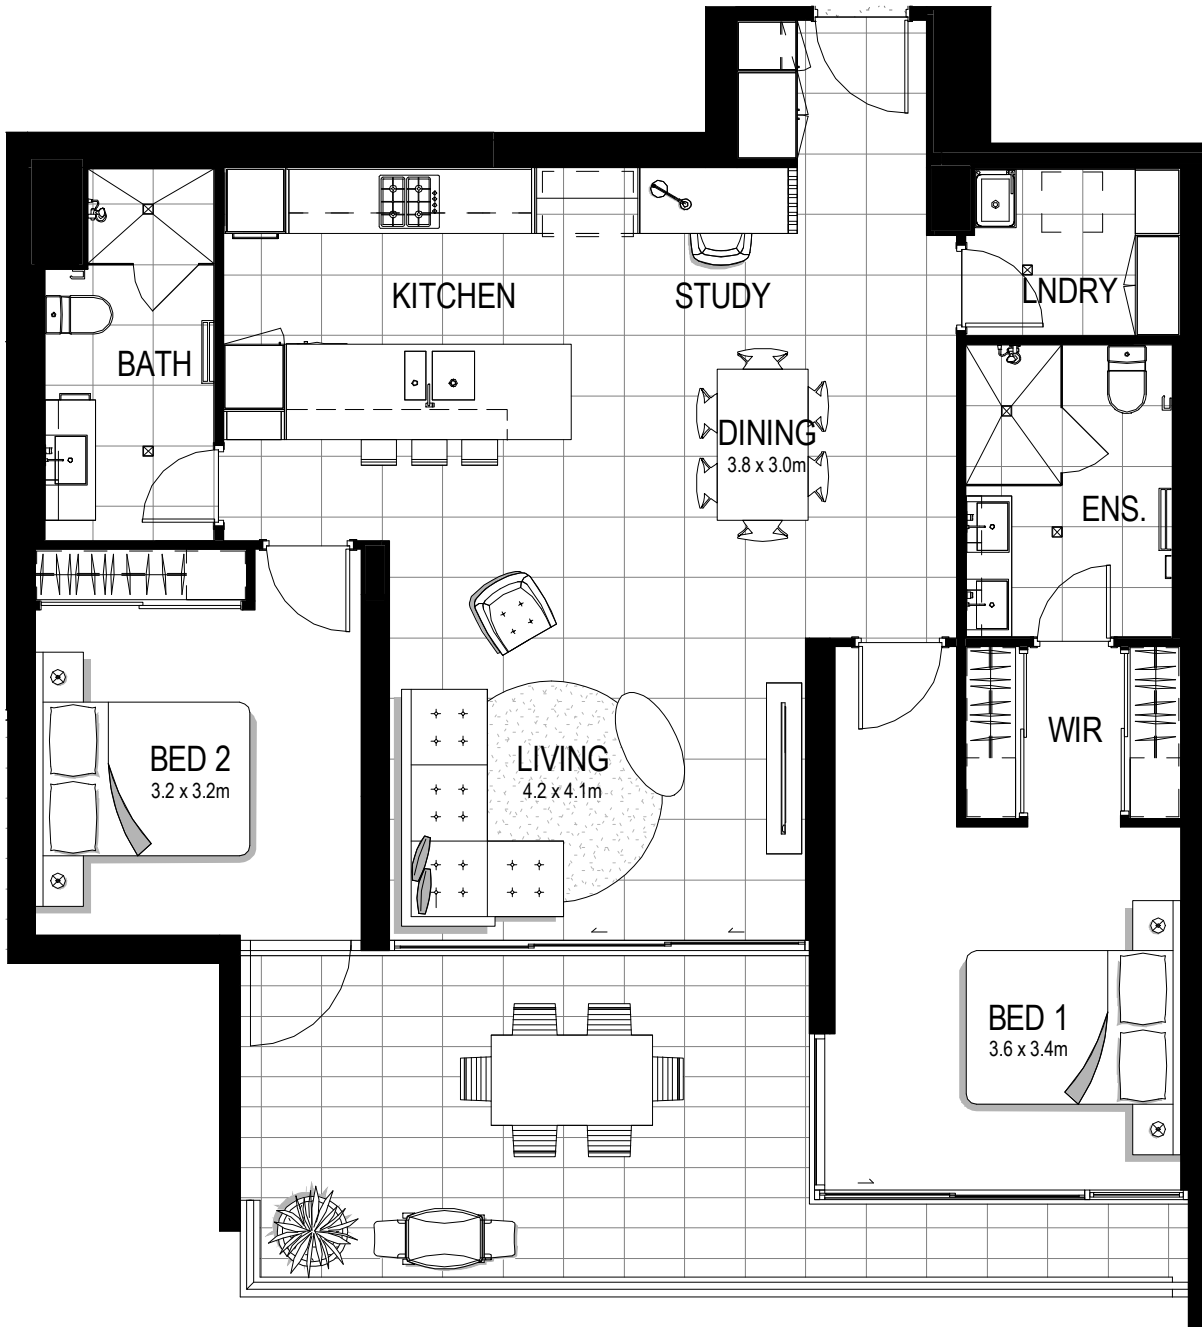 KITCHEN
STUDY
LNDRY
BATH
DINING
3.8 x 3.0m
ENS.
WIR
BED 2
3.2 x 3.2m
LIVING
4.2 x 4.1m
BED 1
3.6 x 3.4m